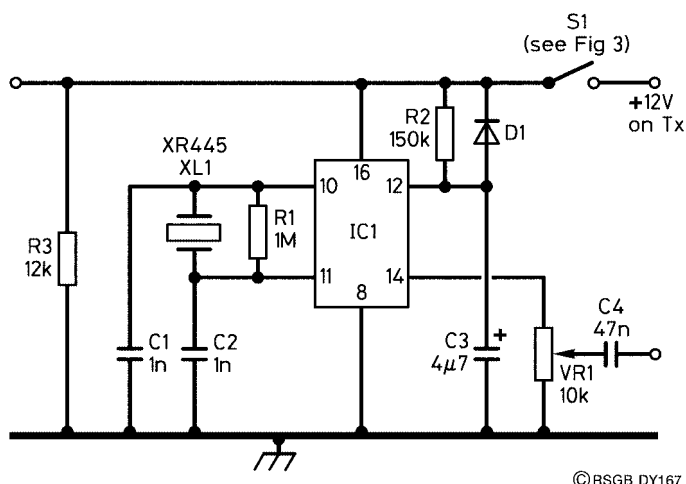 S1
(see Fig 3)
+12V
on Tx
R2
150k
D1
XR445
XL1
16
10
12
R1
1M
IC1
R3
12k
11
14
8
C4
47n
C1
1n
C2
1n
C3
4µ7
+
VR1
10k
©RSGB DY167